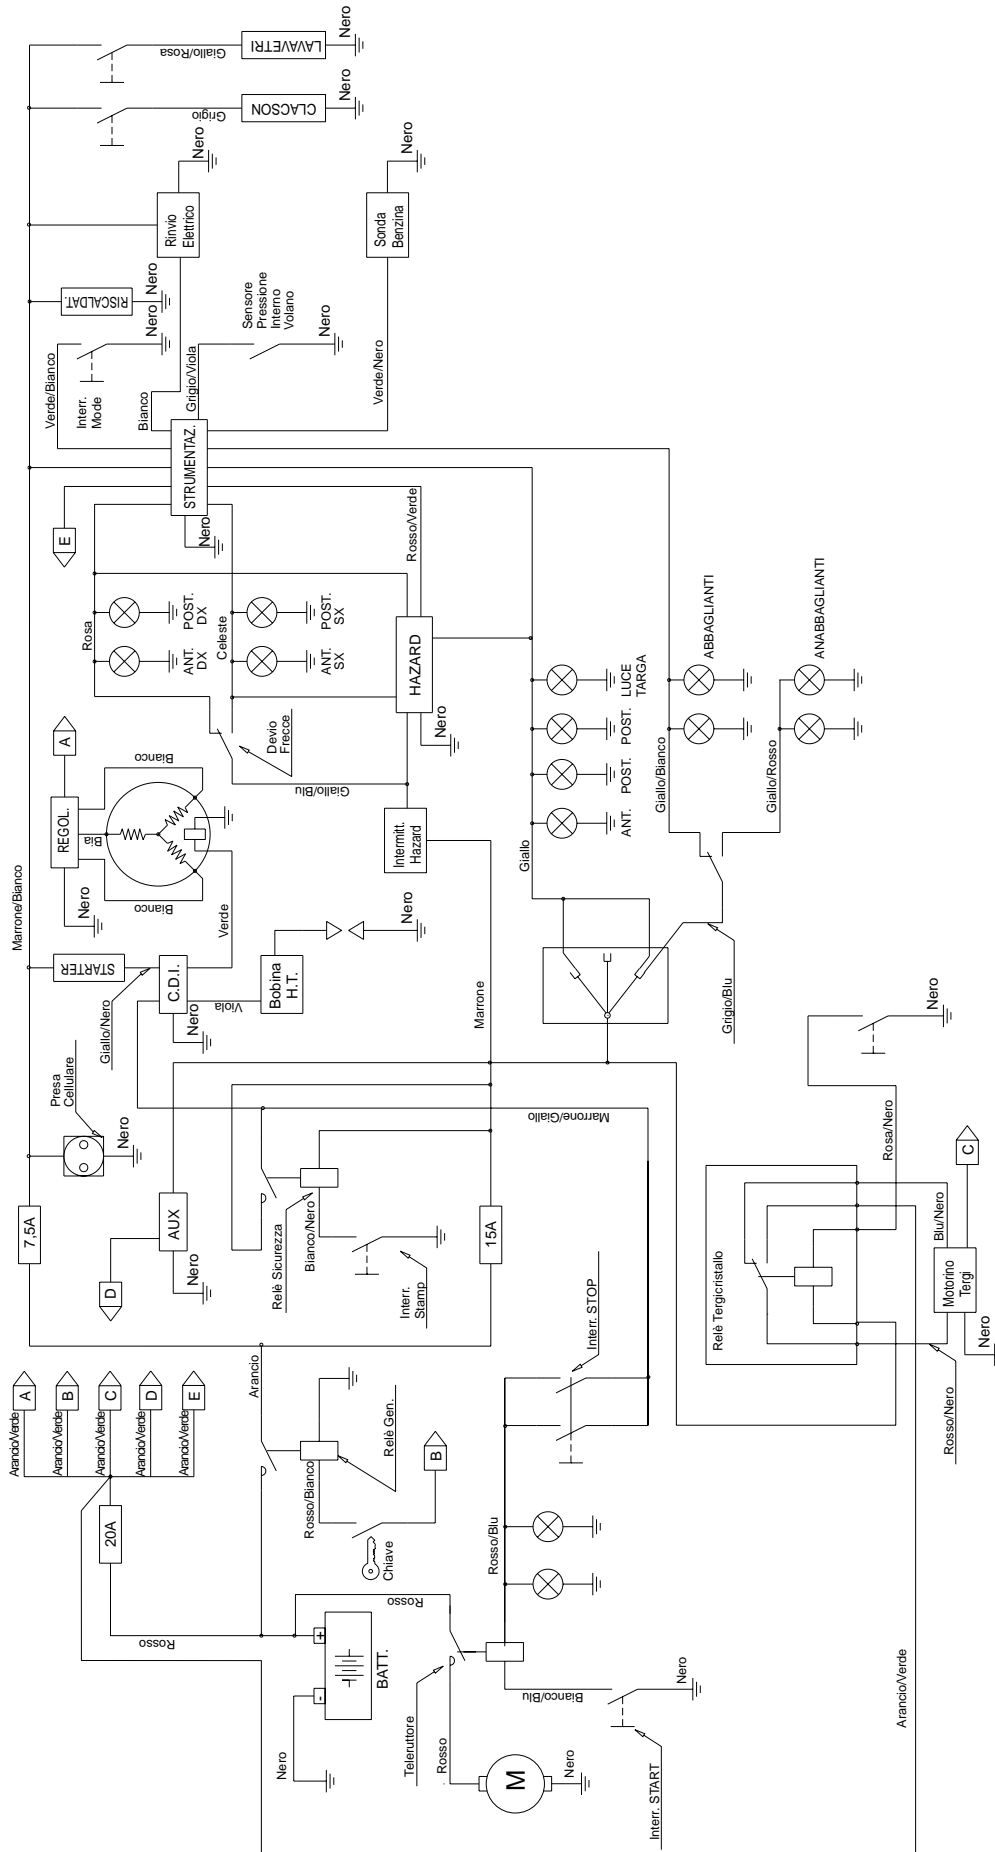 Nero
LAVAVETRI
Giallo/Rosa
Nero
CLACSON
Grigio
Nero
Rinvio
Elettrico
Nero
Sonda
Benzina
Nero
RISCALDAT.
Nero
Verde/Bianco
Interr.
Mode
Sensore
Pressione
Interno
Volano
Nero
Bianco
Grigio/Viola
Verde/Nero
STRUMENTAZ.
E
Nero
Rosso/Verde
Rosa
POST.
DX
ANT.
DX
Celeste
POST.
SX
ANT.
SX
HAZARD
Nero
Devio
Frecce
Giallo/Blu
LUCE
TARGA
POST.
POST.
ANT.
ABBAGLIANTI
ANABBAGLIANTI
Giallo/Bianco
Giallo/Rosso
A
REGOL.
Bianco
Bia
Bianco
Nero
Verde
Intermitt.
Hazard
Giallo
Marrone/Bianco
STARTER
Giallo/Nero
C.D.I.
Nero
Viola
Bobina
H.T.
Nero
Marrone
Grigio/Blu
Nero
Presa
Cellulare
Nero
Marrone/Giallo
Rosa/Nero
7,5A
AUX
Nero
D
Relè Sicurezza
Bianco/Nero
Interr.
Stamp
15A
Interr. STOP
Relè Tergicristallo
Blu/Nero
C
Motorino
Tergi
Nero
Rosso/Nero
A
B
C
D
E
Arancio/Verde
Arancio/Verde
Arancio/Verde
Arancio/Verde
Arancio/Verde
Arancio
20A
Rosso/Bianco
Relè Gen.
B
Chiave
Rosso/Blu
Rosso
Rosso
+
-
BATT.
Nero
Teleruttore
Rosso
M
Nero
Bianco/Blu
Nero
Interr. START
Arancio/Verde